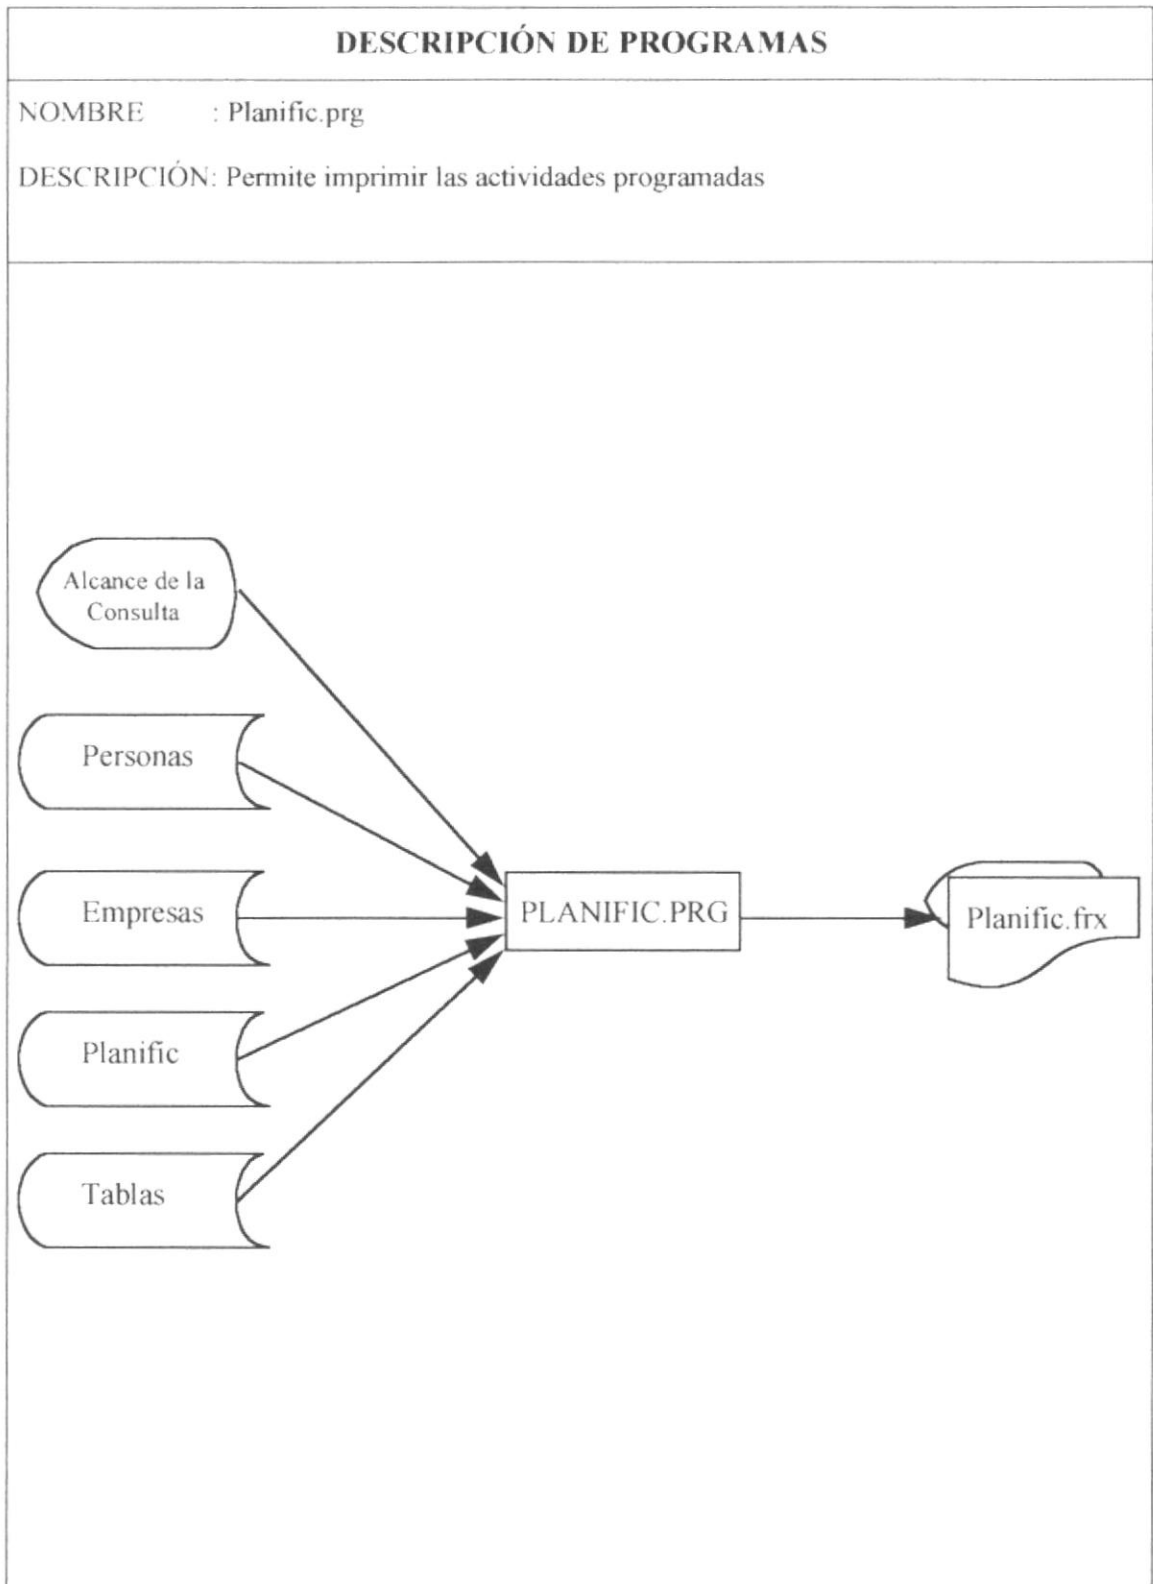 DESCRIPCIÓN DE PROGRAMAS
NOMBRE : Planific.prg
DESCRIPCIÓN: Permite imprimir las actividades programadas
Alcance de la
Consulta
Personas
Empresas
PLANIFIC.PRG
Planific.frx
Planific
Tablas